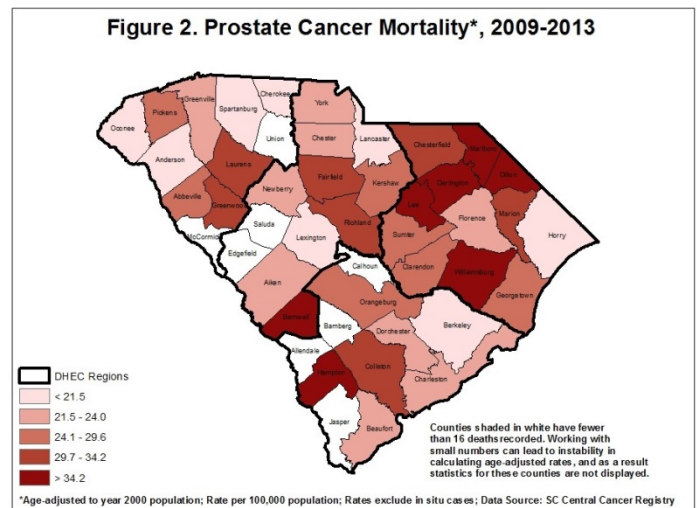 Figure 2. Prostate Cancer Mortality*, 2009-2013
Cherokee
Greenville
Spartanburg
York
Pickens
Oconee
Union
Chester
Lancaster
Chesterfield
Marlboro
Anderson
Laurens
Dillon
Darlington
Fairfield
Kershaw
Newberry
Abbeville
Greenwood
Lee
Marion
Florence
Richland
Saluda
Horry
McCormick
Lexington
Sumter
Edgefield
Calhoun
Clarendon
Williamsburg
Aiken
Georgetown
Orangeburg
Barnwell
Bamberg
Dorchester
Berkeley
Allendale
Colleton
Hampton
Charleston
Jasper
Beaufort
DHEC Regions
< 21.5
21.5 - 24.0
24.1 - 29.6
29.7 - 34.2
> 34.2
Counties shaded in white have fewer
than 16 deaths recorded. Working with
small numbers can lead to instability in
calculating age-adjusted rates, and as a result
statistics for these counties are not displayed.
*Age-adjusted to year 2000 population; Rate per 100,000 population; Rates exclude in situ cases; Data Source: SC Central Cancer Registry